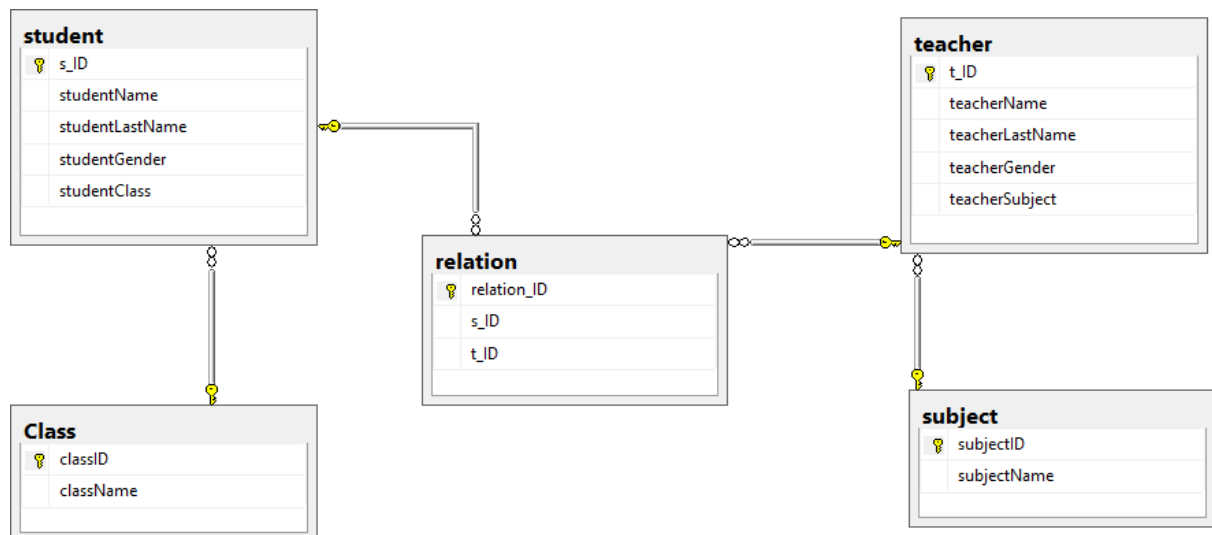 student
s_ID
studentName
studentLastName
studentGender
studentClass
teacher
t_ID
teacherName
teacherLastName
teacherGender
teacherSubject
relation
relation_ID
s_ID
t_ID
Class
classID
className
subject
subjectID
subjectName